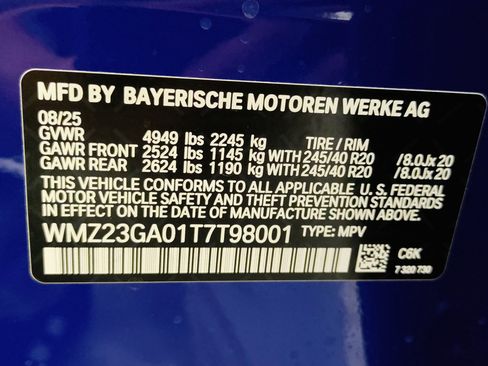 MFD BY BAYERISCHE MOTOREN WERKE AG
08/25
GVWR 4949 lbs 2245 kg TIRE / RIM
GAWR FRONT 2524 lbs 1145 kg WITH 245/40 R20 /8.0Jx20
GAWR REAR 2624 lbs 1190 kg WITH 245/40 R20 /8.0Jx20
THIS VEHICLE CONFORMS TO ALL APPLICABLE U. S. FEDERAL
MOTOR VEHICLE SAFETY AND THEFT PREVENTION STANDARDS
IN EFFECT ON THE DATE OF MANUFACTURE SHOWN ABOVE.
WMZ23GA01T7T98001 TYPE: MPV
C6K
7 320 730